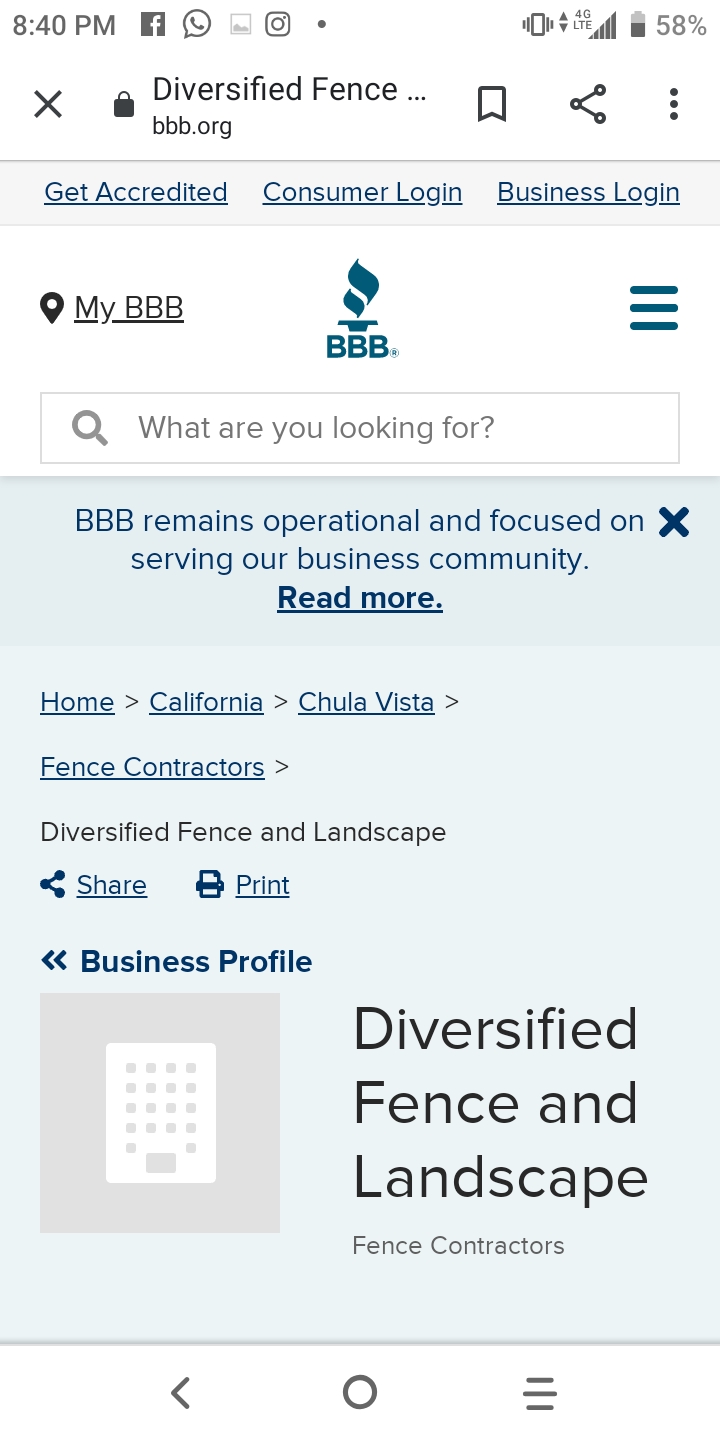 8:40 PM 4G LTE 58%
Diversified Fence ...
bbb.org
Get Accredited Consumer Login Business Login
My BBB
BBB®
What are you looking for?
BBB remains operational and focused on
serving our business community.
Read more.
Home > California > Chula Vista >
Fence Contractors >
Diversified Fence and Landscape
Share Print
Business Profile
Diversified
Fence and
Landscape
Fence Contractors